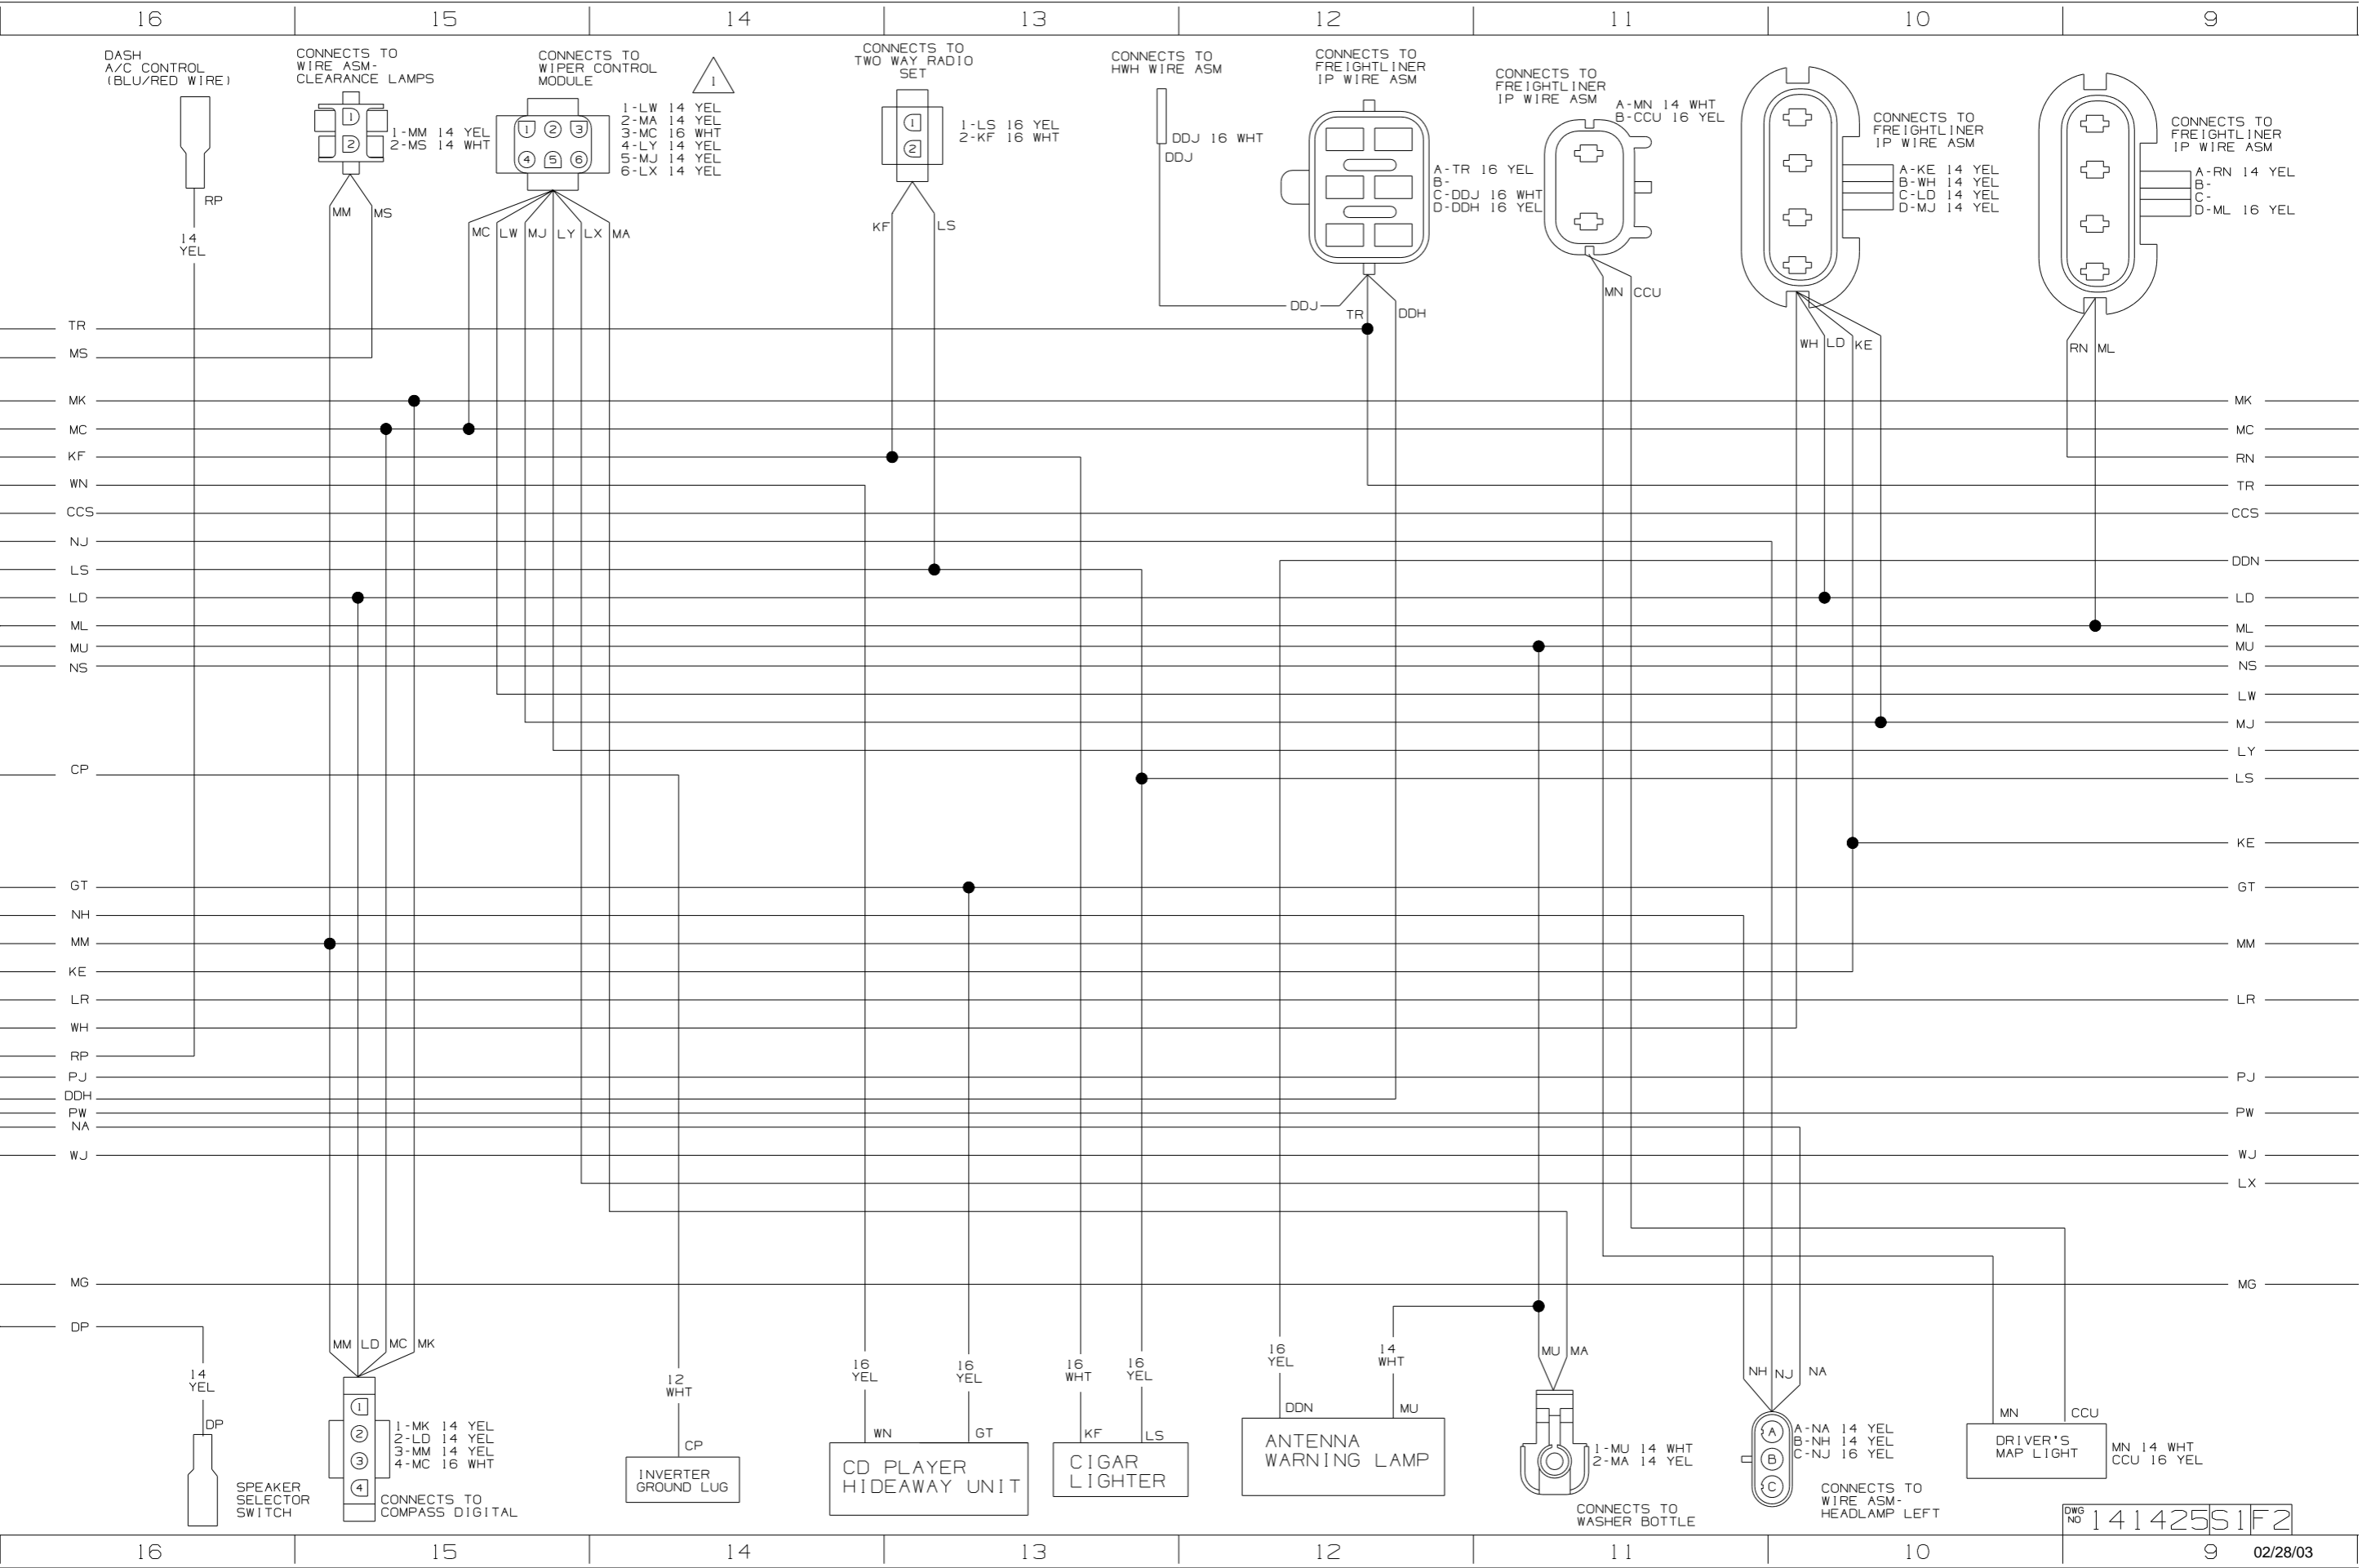 16 15 14 13 12 11 10 9
DASH
A/C CONTROL
(BLU/RED WIRE)
RP
14
YEL
CONNECTS TO
WIRE ASM-
CLEARANCE LAMPS
1
2
1-MM 14 YEL
2-MS 14 WHT
MM MS
CONNECTS TO
WIPER CONTROL
MODULE
1
1 2 3
4 5 6
1-LW 14 YEL
2-MA 14 YEL
3-MC 16 WHT
4-LY 14 YEL
5-MJ 14 YEL
6-LX 14 YEL
MC LW MJ LY LX MA
CONNECTS TO
TWO WAY RADIO
SET
1
2
1-LS 16 YEL
2-KF 16 WHT
KF LS
CONNECTS TO
HWH WIRE ASM
DDJ 16 WHT
DDJ
CONNECTS TO
FREIGHTLINER
IP WIRE ASM
A-TR 16 YEL
B-
C-DDJ 16 WHT
D-DDH 16 YEL
DDJ TR DDH
CONNECTS TO
FREIGHTLINER
IP WIRE ASM
A-MN 14 WHT
B-CCU 16 YEL
MN CCU
CONNECTS TO
FREIGHTLINER
IP WIRE ASM
A-KE 14 YEL
B-WH 14 YEL
C-LD 14 YEL
D-MJ 14 YEL
WH LD KE
CONNECTS TO
FREIGHTLINER
IP WIRE ASM
A-RN 14 YEL
B-
C-
D-ML 16 YEL
RN ML
TR
MS
MK MK
MC MC
KF RN
WN TR
CCS CCS
NJ
LS DDN
LD LD
ML ML
MU MU
NS NS
LW
MJ
LY
CP LS
KE
GT GT
NH
MM MM
KE
LR LR
WH
RP
PJ PJ
DDH
PW PW
NA
WJ WJ
LX
MG MG
DP
14
YEL
DP
SPEAKER
SELECTOR
SWITCH
MM LD MC MK
1
2
3
4
1-MK 14 YEL
2-LD 14 YEL
3-MM 14 YEL
4-MC 16 WHT
CONNECTS TO
COMPASS DIGITAL
12
WHT
CP
INVERTER
GROUND LUG
16
YEL
16
YEL
WN GT
CD PLAYER
HIDEAWAY UNIT
16
WHT
16
YEL
KF LS
CIGAR
LIGHTER
16
YEL
14
WHT
DDN MU
ANTENNA
WARNING LAMP
MU MA
1-MU 14 WHT
2-MA 14 YEL
CONNECTS TO
WASHER BOTTLE
NH NJ NA
A
B
C
A-NA 14 YEL
B-NH 14 YEL
C-NJ 16 YEL
CONNECTS TO
WIRE ASM-
HEADLAMP LEFT
MN CCU
DRIVER'S
MAP LIGHT
MN 14 WHT
CCU 16 YEL
DWG
NO 141425 S1 F2
16 15 14 13 12 11 10 9
02/28/03